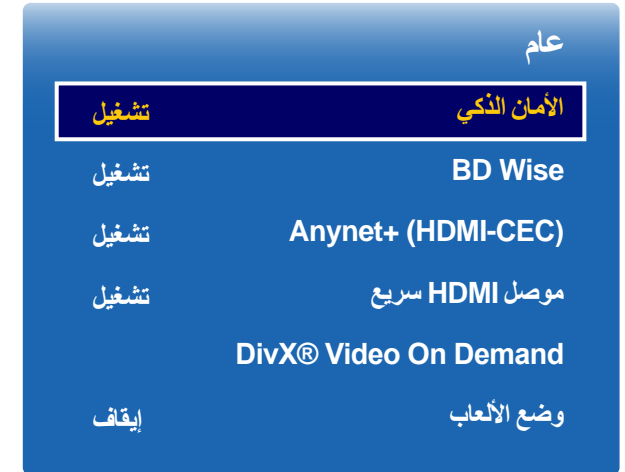 عام
الأمان الذكي تشغيل
BD Wise تشغيل
Anynet+ (HDMI-CEC) تشغيل
موصل HDMI سريع تشغيل
DivX® Video On Demand
وضع الألعاب إيقاف